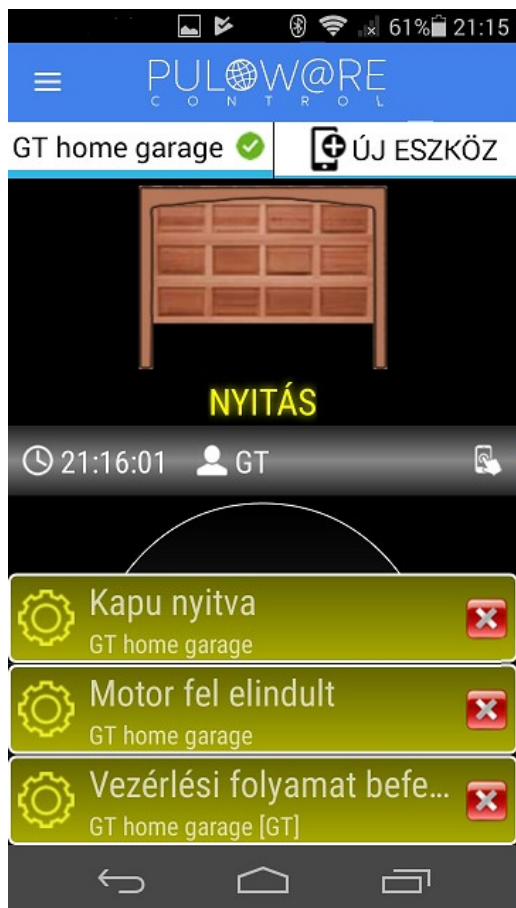 61% 21:15
PULOW@RE
CONTROL
GT home garage
ÚJ ESZKÖZ
NYITÁS
21:16:01 GT
Kapu nyitva
GT home garage
Motor fel elindult
GT home garage
Vezérlési folyamat befe...
GT home garage [GT]